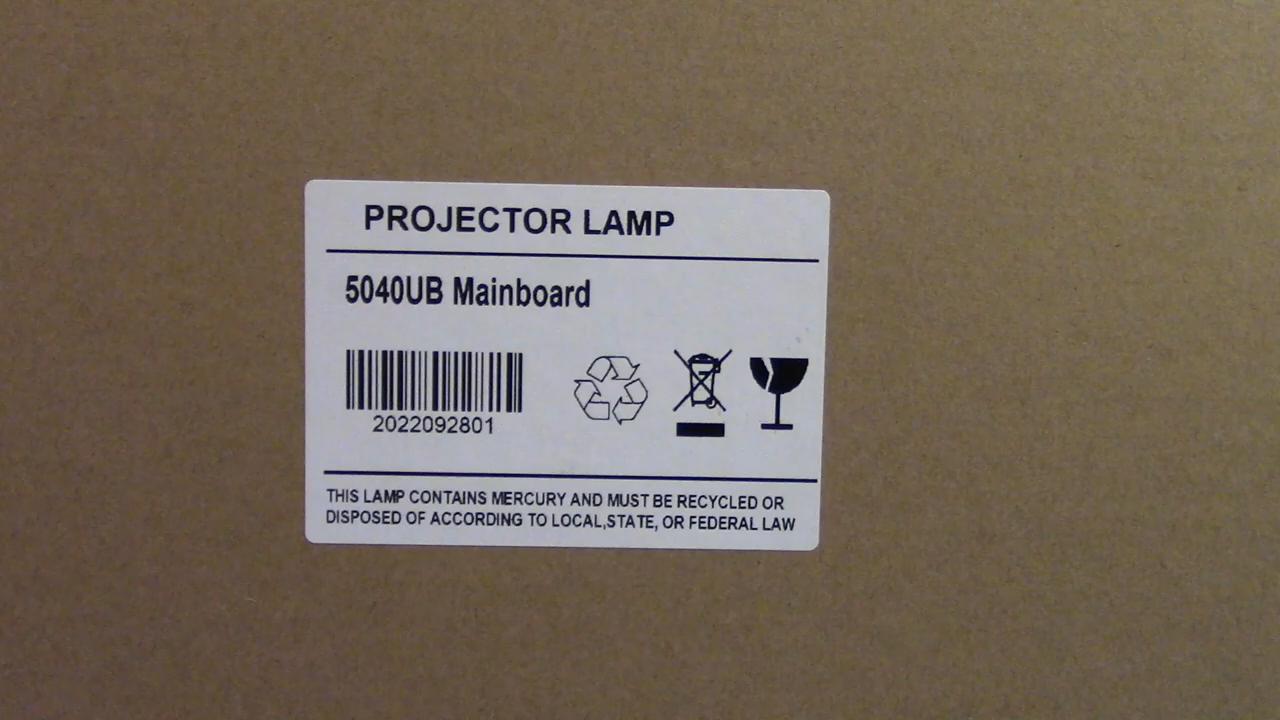 PROJECTOR LAMP
5040UB Mainboard
2022092801
THIS LAMP CONTAINS MERCURY AND MUST BE RECYCLED OR
DISPOSED OF ACCORDING TO LOCAL,STATE, OR FEDERAL LAW